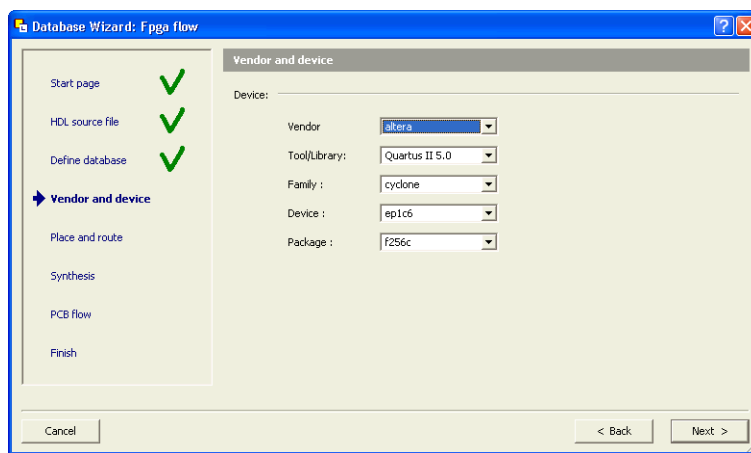 Database Wizard: Fpga flow
Vendor and device
Start page
HDL source file
Define database
Vendor and device
Place and route
Synthesis
PCB flow
Finish
Device:
Vendor altera
Tool/Library: Quartus II 5.0
Family : cyclone
Device : ep1c6
Package : f256c
Cancel
< Back
Next >